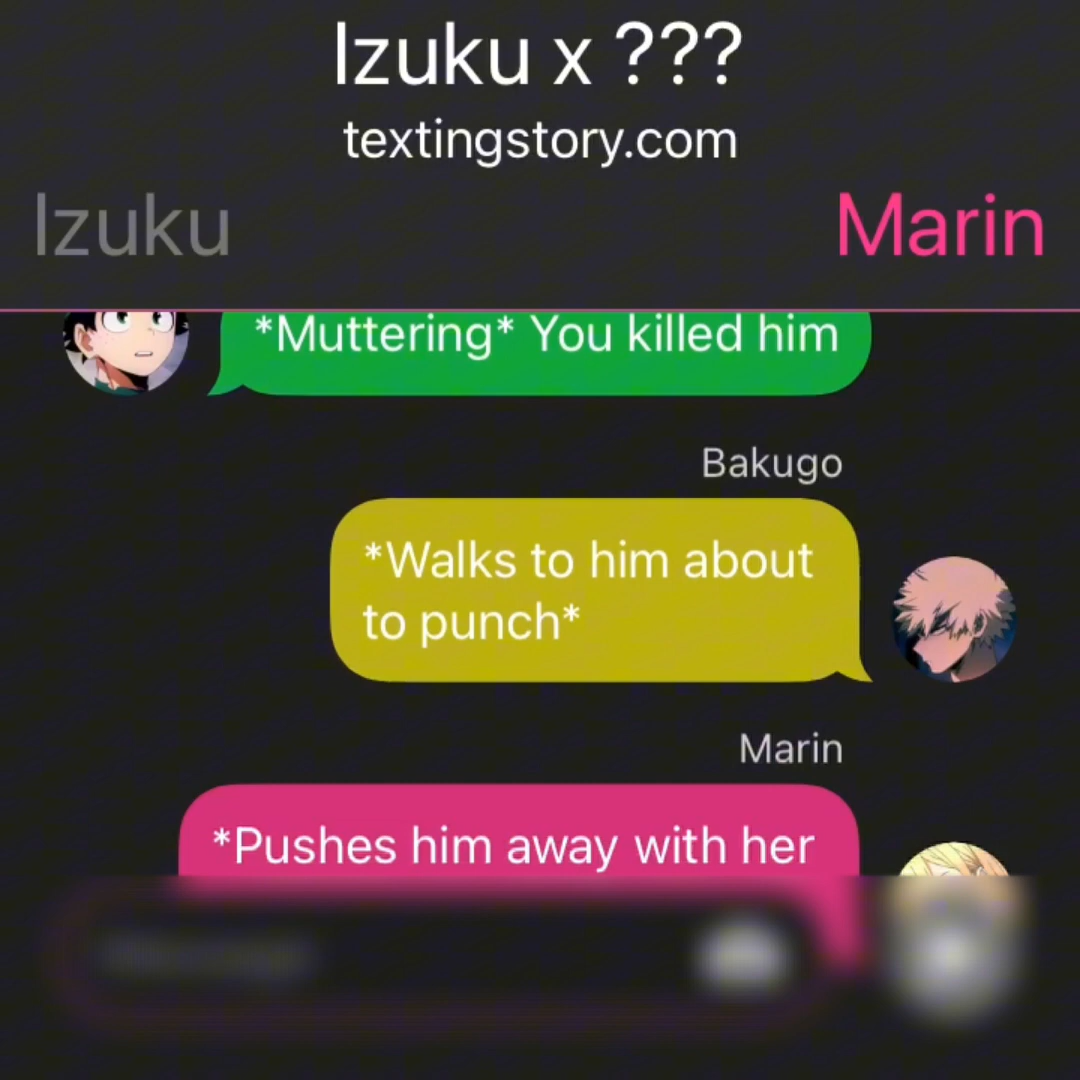 Izuku x ???
textingstory.com
Izuku
Marin
*Muttering* You killed him
Bakugo
*Walks to him about
to punch*
Marin
*Pushes him away with her